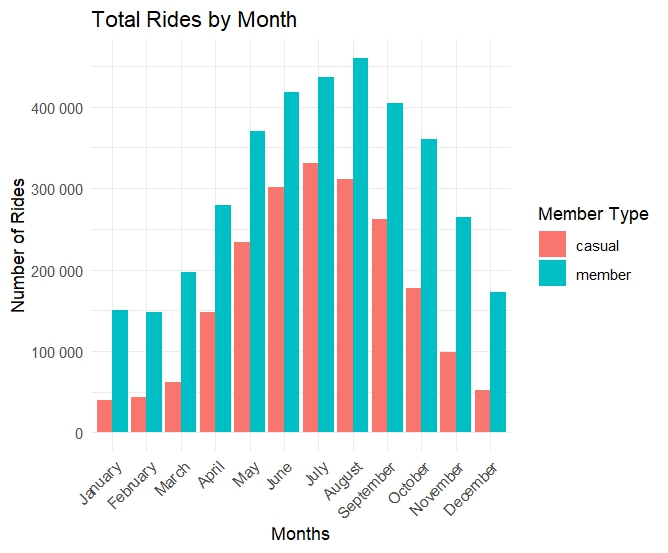 Total Rides by Month
Number of Rides
400 000
300 000
200 000
100 000
0
January
February
March
April
May
June
July
August
September
October
November
December
Months
Member Type
casual
member